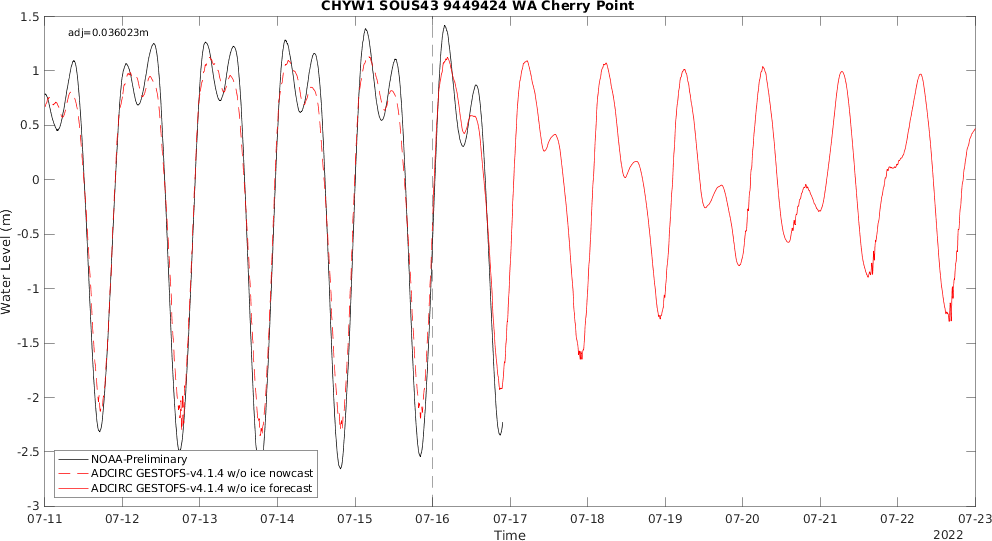 CHYW1 SOUS43 9449424 WA Cherry Point
adj=0.036023m
1.5
1
0.5
0
-0.5
-1
-1.5
-2
-2.5
-3
Water Level (m)
NOAA-Preliminary
ADCIRC GESTOFS-v4.1.4 w/o ice nowcast
ADCIRC GESTOFS-v4.1.4 w/o ice forecast
07-11 07-12 07-13 07-14 07-15 07-16 07-17 07-18 07-19 07-20 07-21 07-22 07-23
Time
2022